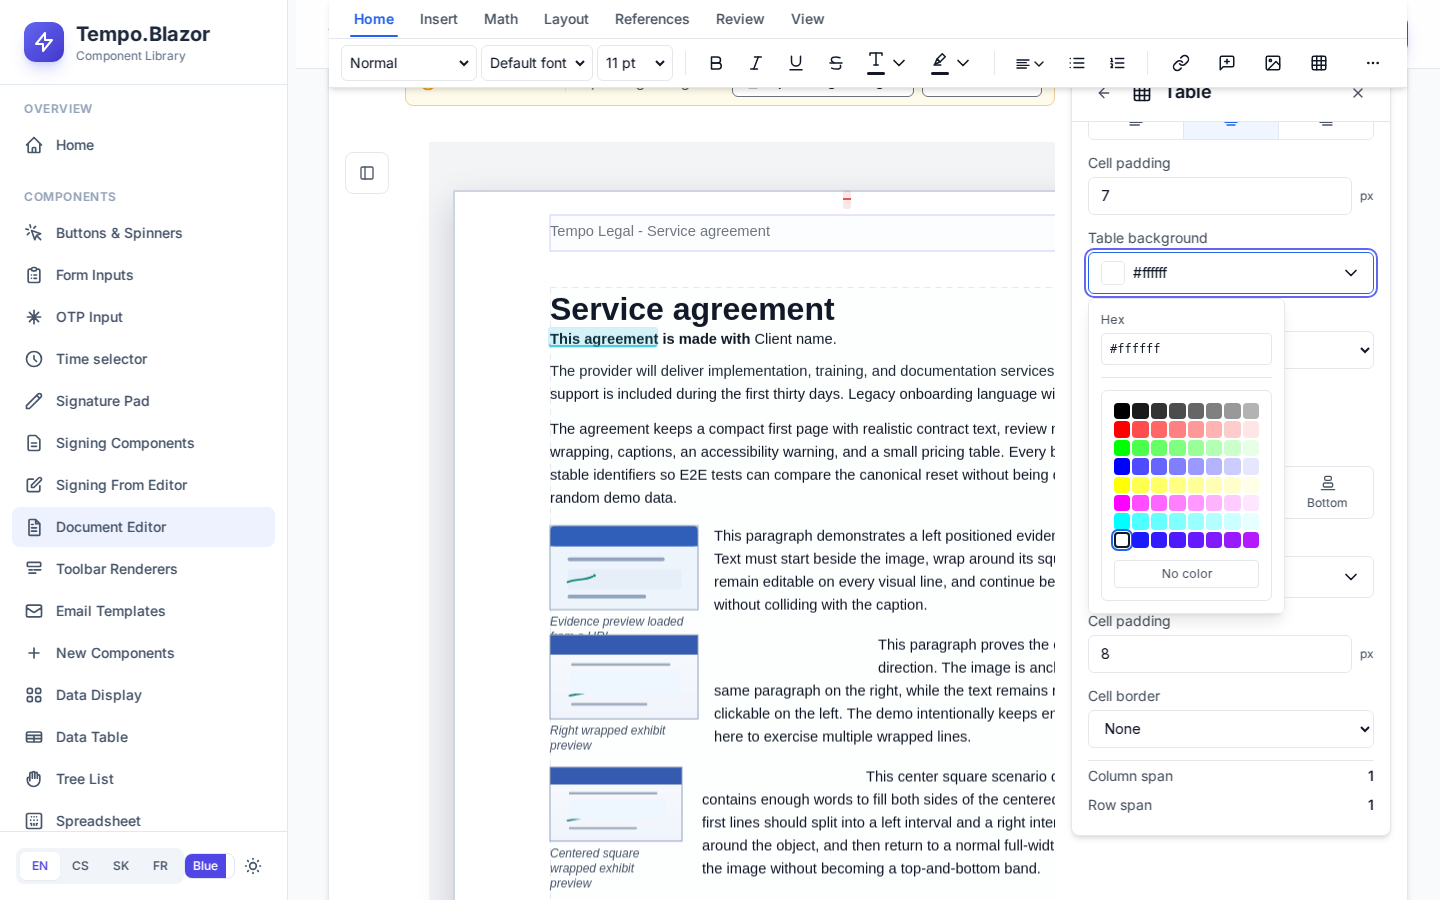 Tempo.Blazor
Component Library
OVERVIEW
Home
COMPONENTS
Buttons & Spinners
Form Inputs
OTP Input
Time selector
Signature Pad
Signing Components
Signing From Editor
Document Editor
Toolbar Renderers
Email Templates
New Components
Data Display
Data Table
Tree List
Spreadsheet
EN CS SK FR Blue
Home Insert Math Layout References Review View
Normal Default font 11 pt
Tempo Legal - Service agreement
Service agreement
This agreement is made with Client name.
The provider will deliver implementation, training, and documentation services
support is included during the first thirty days. Legacy onboarding language wi
The agreement keeps a compact first page with realistic contract text, review
wrapping, captions, an accessibility warning, and a small pricing table. Every
stable identifiers so E2E tests can compare the canonical reset without being
random demo data.
This paragraph demonstrates a left positioned eviden
Text must start beside the image, wrap around its squ
remain editable on every visual line, and continue be
without colliding with the caption.
Evidence preview loaded
from a URL
This paragraph proves the
direction. The image is anch
same paragraph on the right, while the text remains
clickable on the left. The demo intentionally keeps en
here to exercise multiple wrapped lines.
Right wrapped exhibit
preview
This center square scenario
contains enough words to fill both sides of the centered
first lines should split into a left interval and a right inter
around the object, and then return to a normal full-widt
the image without becoming a top-and-bottom band.
Centered square
wrapped exhibit
preview
Table
Cell padding
7 px
Table background
#ffffff
Hex
#ffffff
No color
Bottom
Cell padding
8 px
Cell border
None
Column span 1
Row span 1